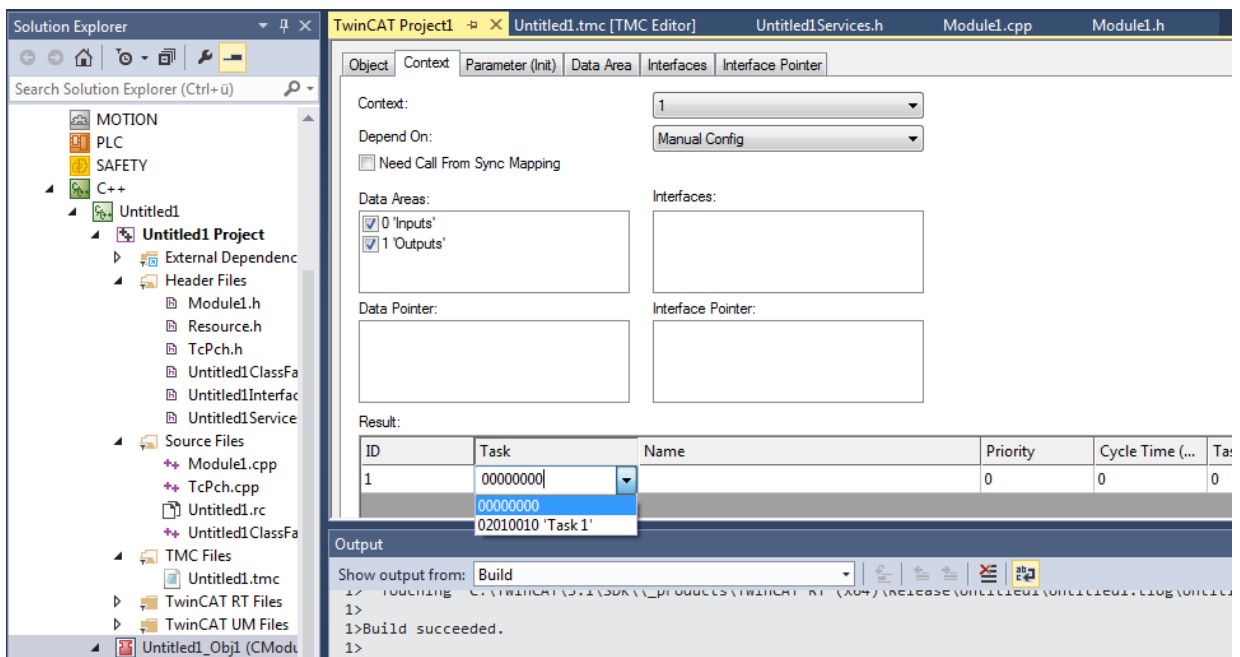 Solution Explorer
Search Solution Explorer (Ctrl+ü)
MOTION
PLC
SAFETY
C++
Untitled1
Untitled1 Project
External Dependenc
Header Files
Module1.h
Resource.h
TcPch.h
Untitled1ClassFa
Untitled1Interfac
Untitled1Service
Source Files
Module1.cpp
TcPch.cpp
Untitled1.rc
Untitled1ClassFa
TMC Files
Untitled1.tmc
TwinCAT RT Files
TwinCAT UM Files
Untitled1_Obj1 (CModu
TwinCAT Project1 Untitled1.tmc [TMC Editor] Untitled1Services.h Module1.cpp Module1.h
Object Context Parameter (Init) Data Area Interfaces Interface Pointer
Context: 1
Depend On: Manual Config
Need Call From Sync Mapping
Data Areas: Interfaces:
0 'Inputs'
1 'Outputs'
Data Pointer: Interface Pointer:
Result:
ID Task Name Priority Cycle Time (... Tas
1 00000000 0 0 0
00000000
02010010 'Task 1'
Output
Show output from: Build
1>
1>Build succeeded.
1>